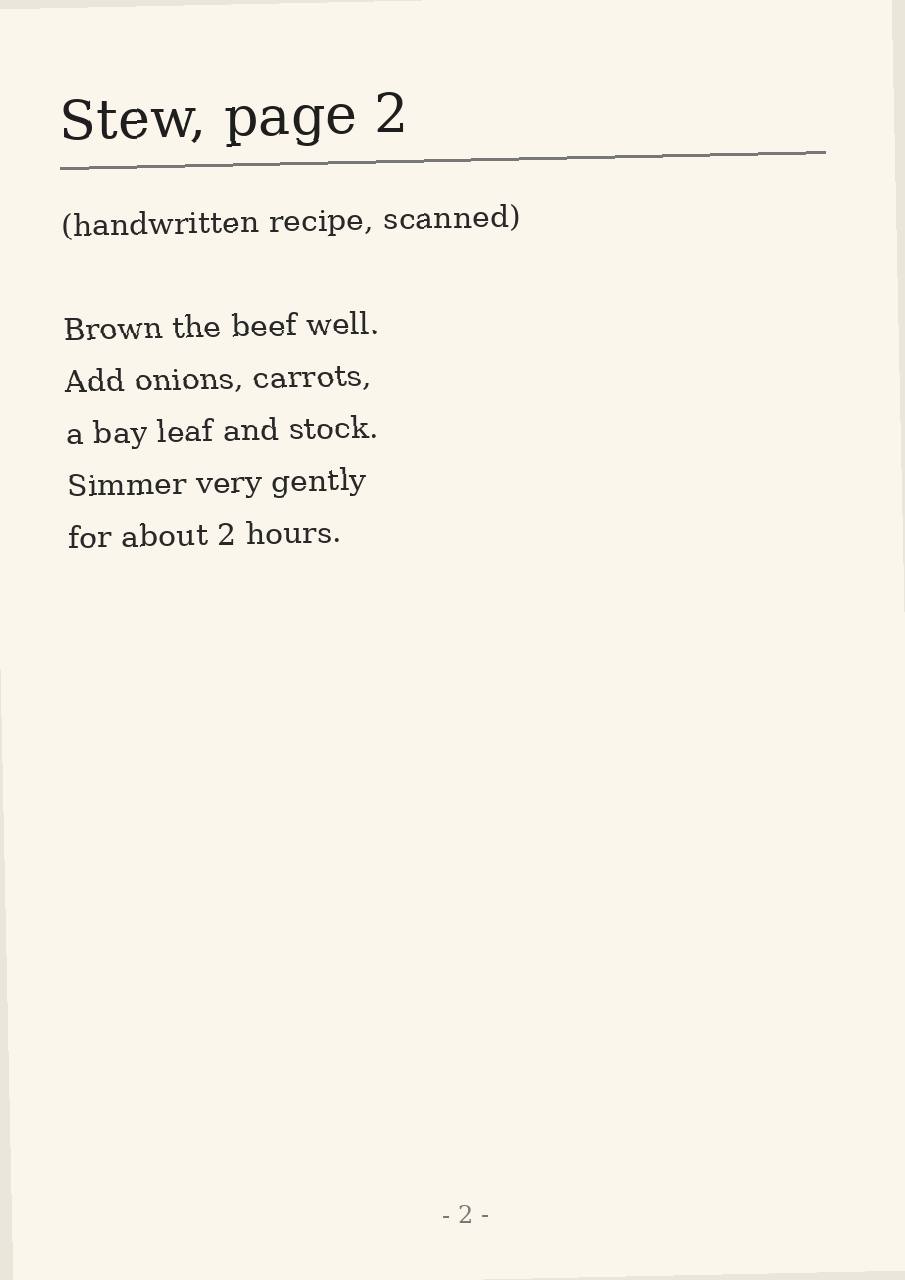 Stew, page 2
(handwritten recipe, scanned)
Brown the beef well.
Add onions, carrots,
a bay leaf and stock.
Simmer very gently
for about 2 hours.
- 2 -